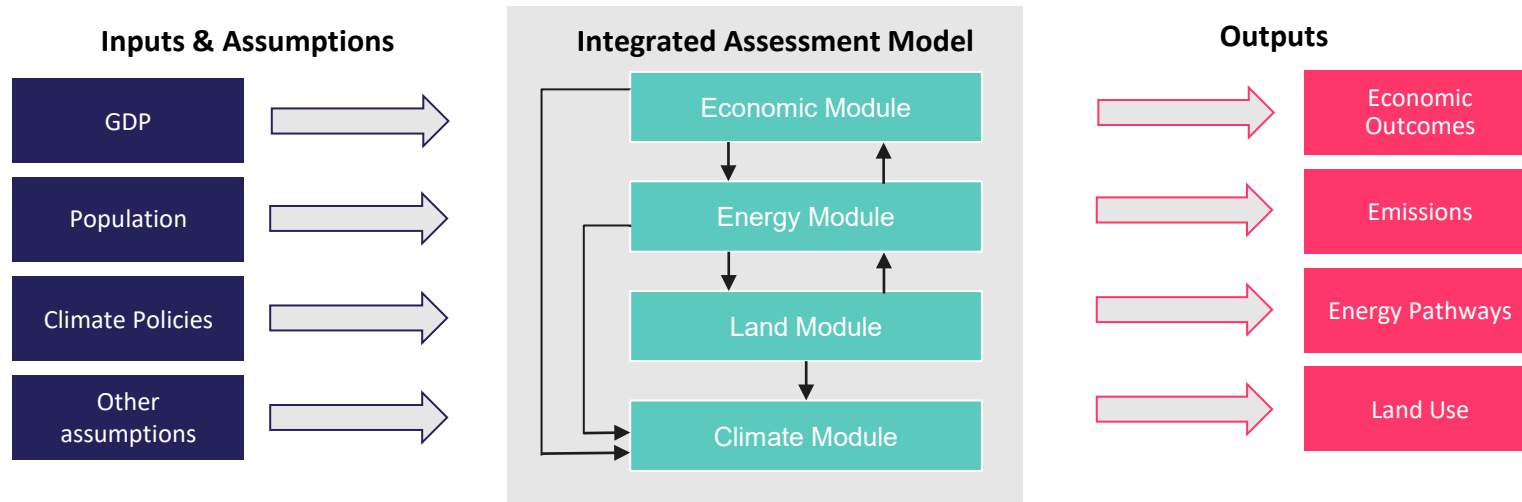 Inputs & Assumptions
GDP
Population
Climate Policies
Other
assumptions
Integrated Assessment Model
Economic Module
Energy Module
Land Module
Climate Module
Outputs
Economic
Outcomes
Emissions
Energy Pathways
Land Use